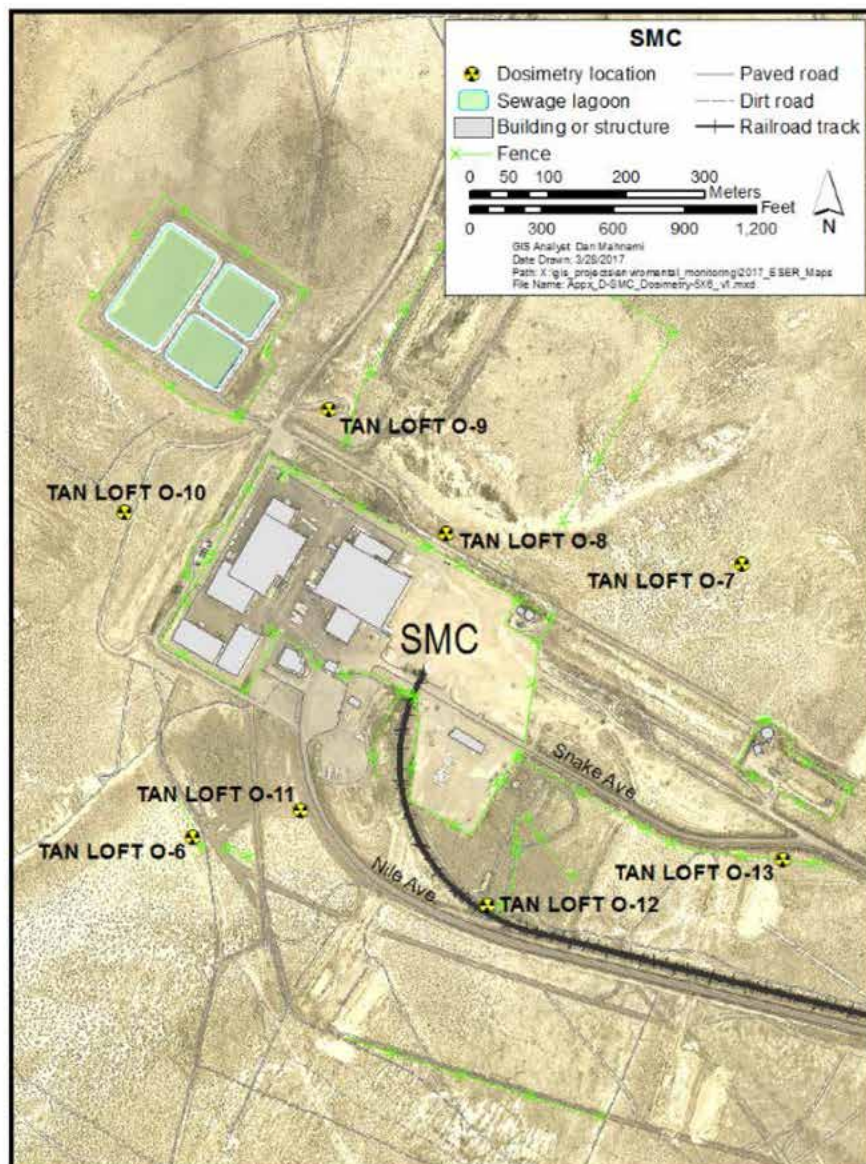 SMC
Dosimetry location
Paved road
Sewage lagoon
Dirt road
Building or structure
Railroad track
Fence
0 50 100 200 300
Meters
Feet
0 300 600 900 1,200
N
GIS Analyst: Dan Mahnami
Date Drawn: 3/28/2017
File Name: Appx_D-SMC_Dosimetry-5X6_v1.mxd
TAN LOFT O-9
TAN LOFT O-10
TAN LOFT O-8
TAN LOFT O-7
SMC
Snake Ave
TAN LOFT O-11
TAN LOFT O-6
Nile Ave
TAN LOFT O-13
TAN LOFT O-12